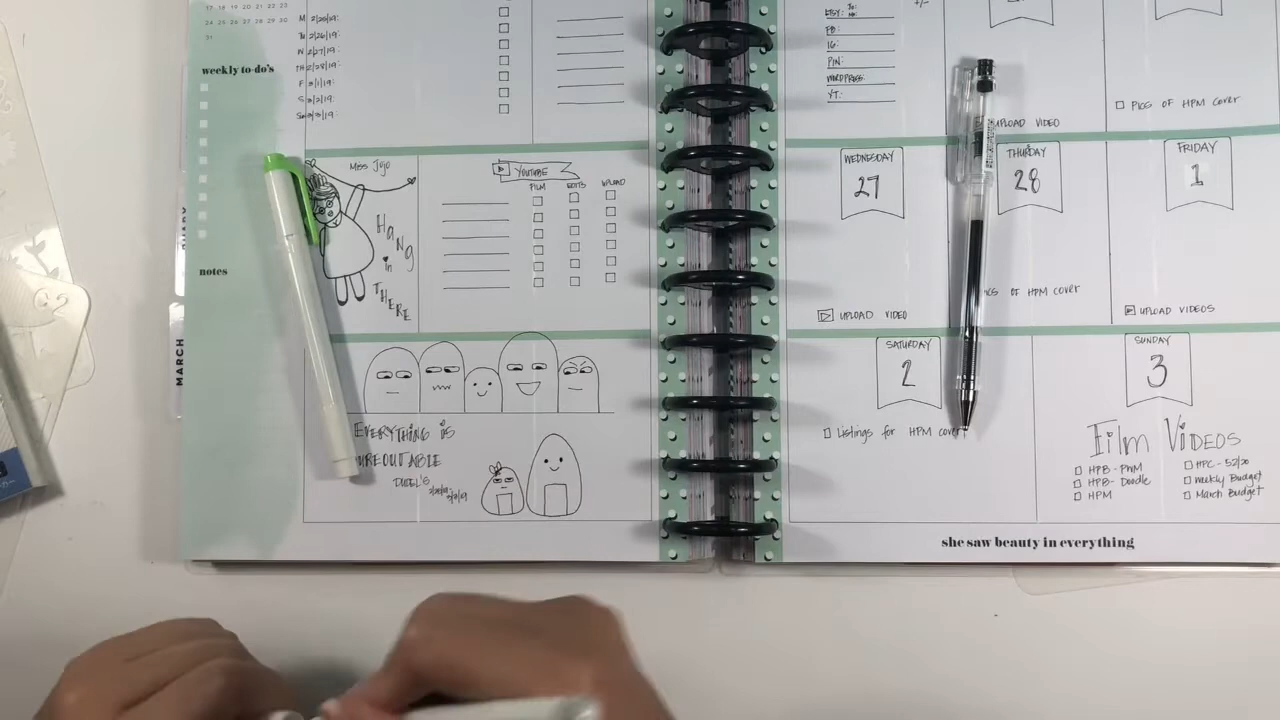 17 18 19 20 21 22 23
24 25 26 27 28 29 30
31
weekly to-do's
notes
MARCH
M 2/25/19:
Tu 2/26/19:
W 2/27/19:
TH 2/28/19:
F 3/1/19:
S 3/2/19:
Su 3/3/19:
Miss Jojo
HANG
in
THERE
YOUTUBE
FILM EDITS UPLOAD
EVERYTHING iS
DUDEL'S
FB:
IG:
PIN:
WORDPRESS:
YT:
UPLOAD VIDEO
PICS OF HPM COVER
WEDNESDAY
27
UPLOAD VIDEO
THURSDAY
28
OF HPM COVER
FRIDAY
1
UPLOAD VIDEOS
SATURDAY
2
Listings for HPM cover
SUNDAY
3
Film ViDEOS
HPB - PWM
HPB - Doodle
HPM
HPC - 52/20
Weekly Budget
March Budget
she saw beauty in everything